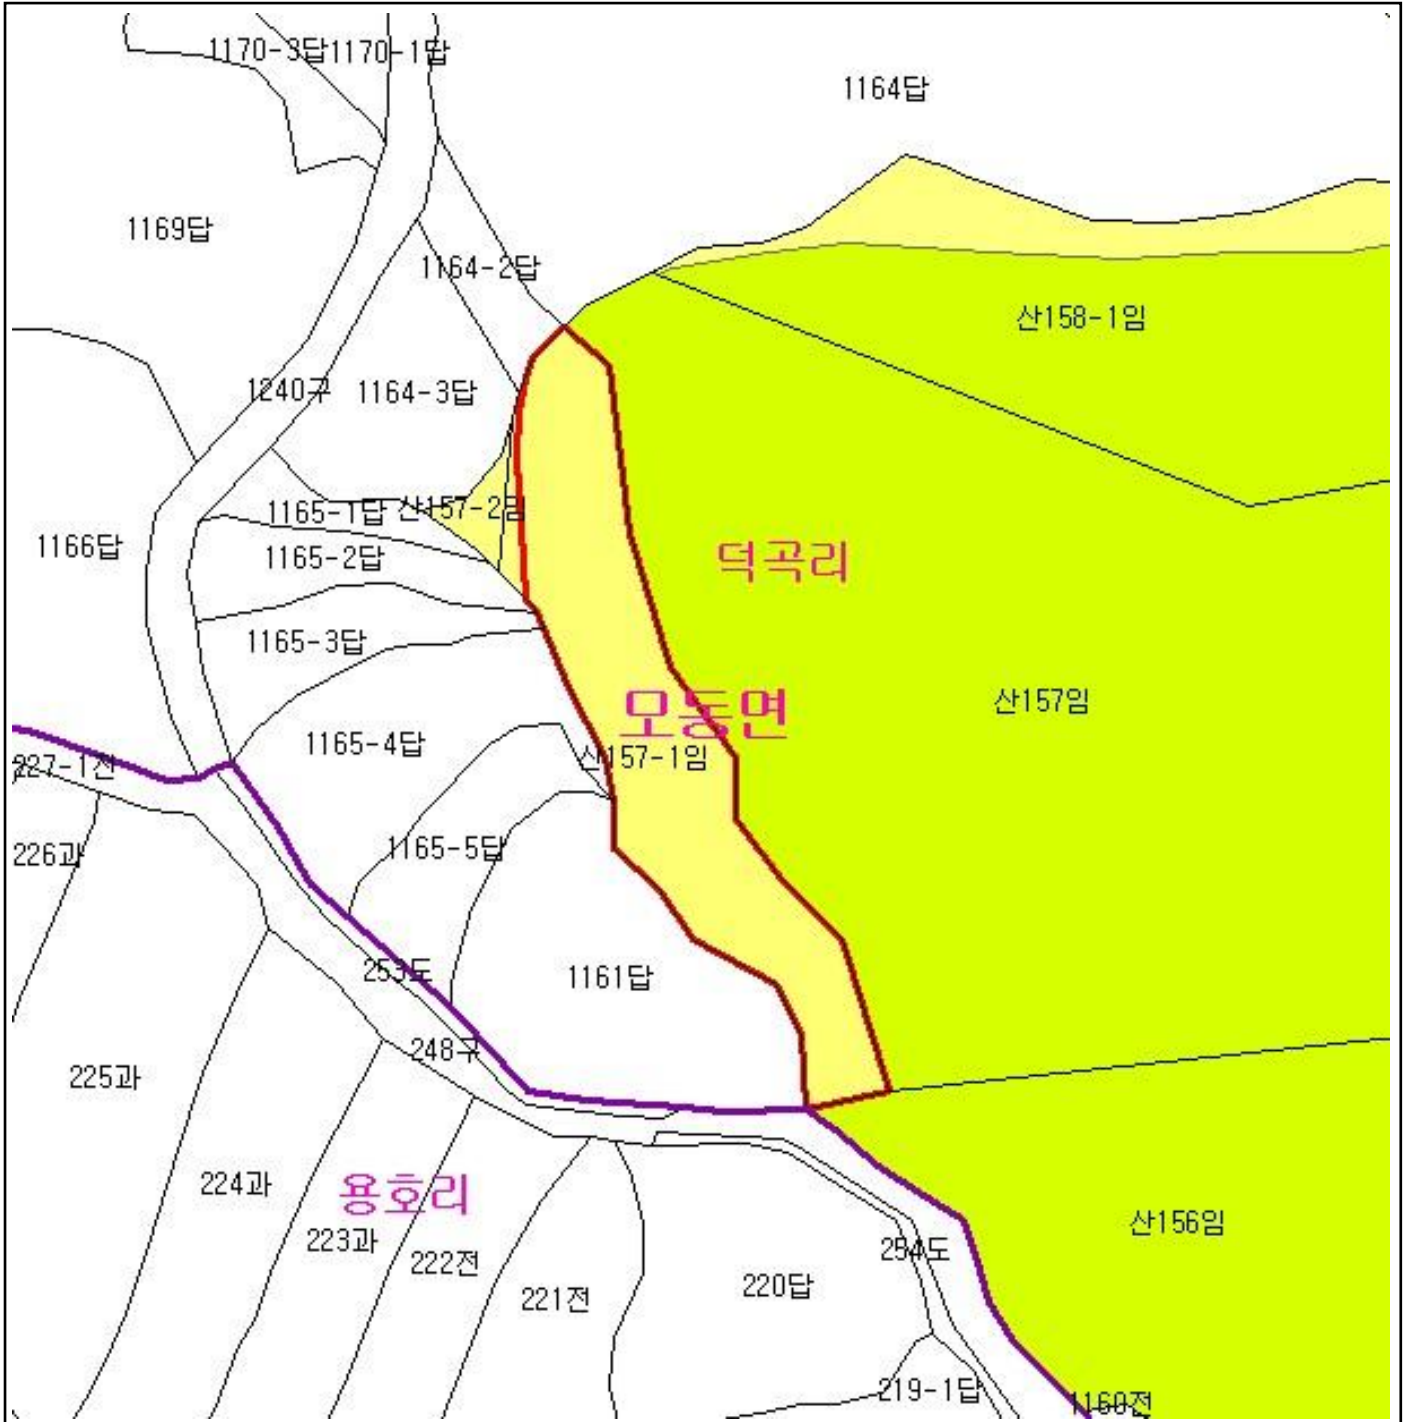 1170-3답
1170-1답
1164답
1169답
1164-2답
산158-1임
1240구
1164-3답
1165-1답
산157-2임
1166답
1165-2답
덕곡리
1165-3답
산157임
모동면
1165-4답
산157-1임
227-1전
226과
1165-5답
253도
1161답
248구
225과
224과
용호리
223과
222전
221전
220답
254도
산156임
219-1답
1160전